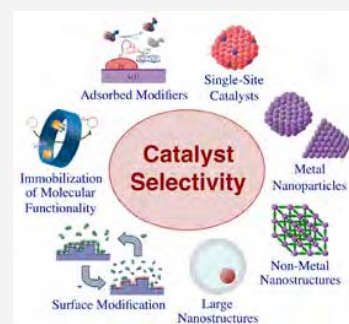 Adsorbed Modifiers
Single-Site
Catalysts
Immobilization
of Molecular
Functionality
Catalyst
Selectivity
Metal
Nanoparticles
Non-Metal
Nanostructures
Surface Modification
Large
Nanostructures